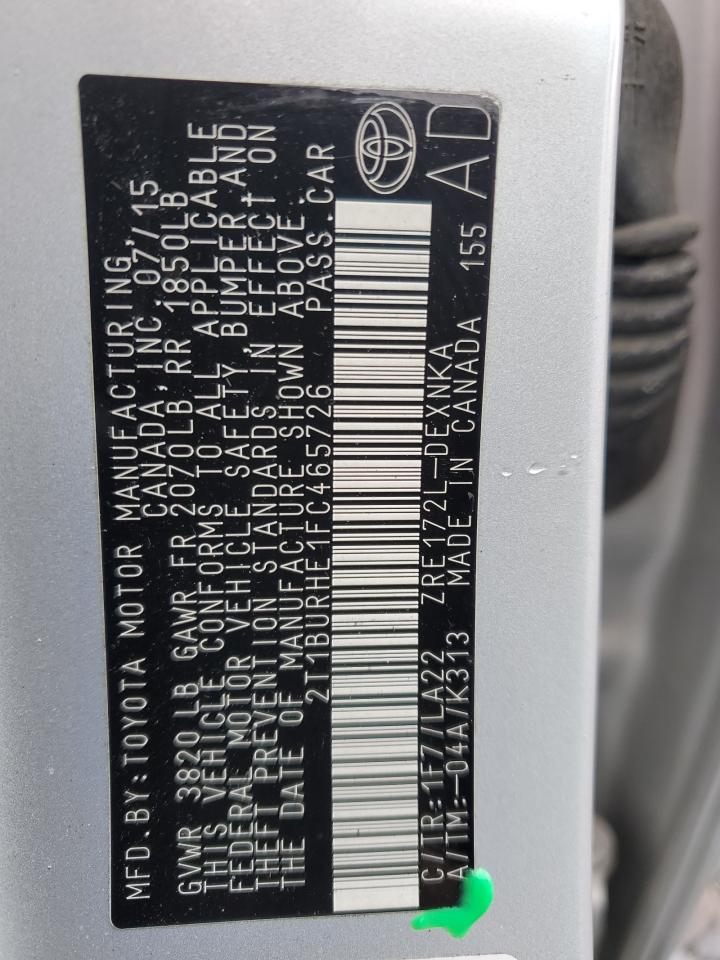 MFD.BY:TOYOTA MOTOR MANUFACTURING,
CANADA,INC.07/15
GVWR 3820LB GAWR FR 2070LB, RR 1850LB
THIS VEHICLE CONFORMS TO ALL APPLICABLE
FEDERAL MOTOR VEHICLE SAFETY, BUMPER,AND
THEFT PREVENTION STANDARDS IN EFFECT ON
THE DATE OF MANUFACTURE SHOWN ABOVE.
2T1BURHE1FC465726 PASS.CAR
C/TR:1F7/LA22 ZRE172L-DEXNKA
A/TM:-04A/K313 MADE IN CANADA 155
AD